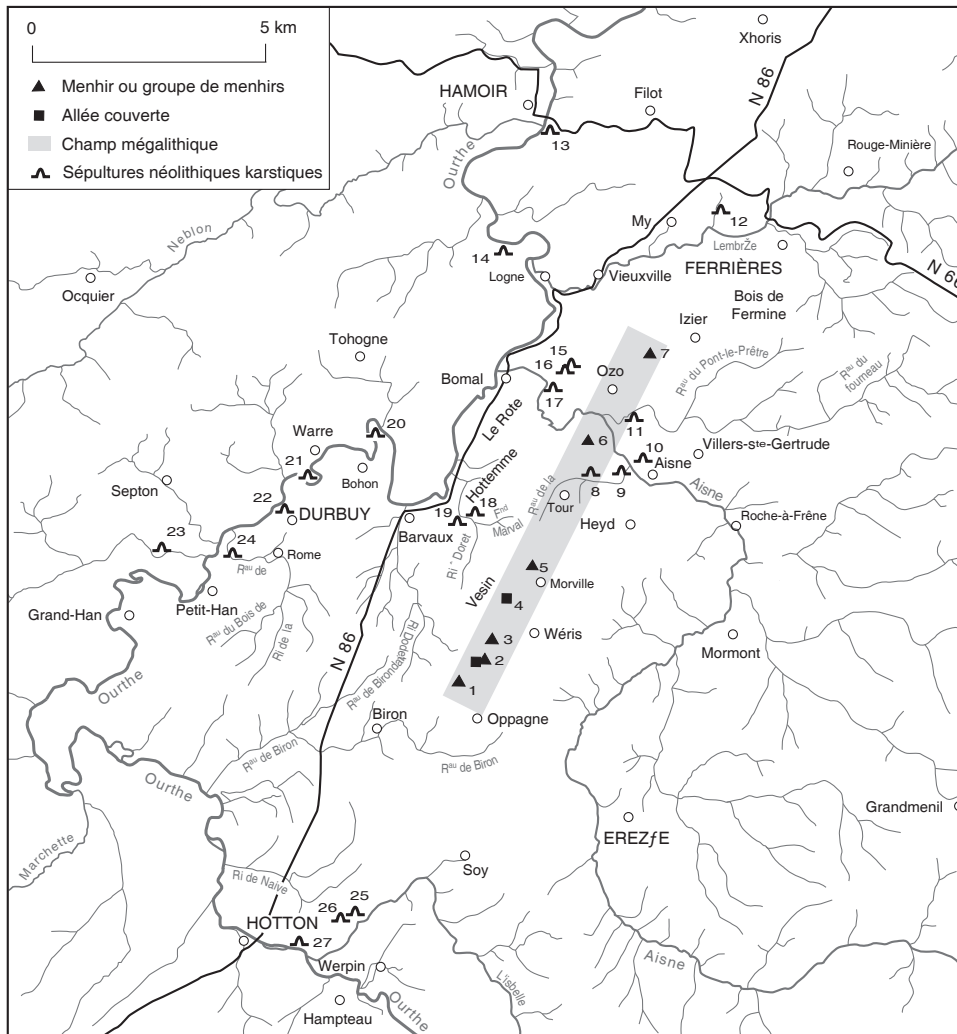 0 5 km
Menhir ou groupe de menhirs
Allée couverte
Champ mégalithique
Sépultures néolithiques karstiques
Xhoris
N 86
HAMOIR
Filot
13
Rouge-Minière
Ourthe
Neblon
My
12
LembrŽe
14
Logne
Vieuxville
FERRIÈRES
N 66
Ocquier
Bois de
Fermine
Izier
Tohogne
15
16
7
Rau du Pont-le-Prêtre
Rau du
fourneau
Bomal
Ozo
17
Le Rote
11
20
Warre
6
10
Villers-ste-Gertrude
21
Bohon
Aisne
Septon
Hottemme
Rau de la
8
9
Aisne
22
18
Tour
DURBUY
19
Fnd
Marval
Heyd
Roche-à-Frêne
Barvaux
23
24
Rome
Ri Doret
Rau de
5
Vesin
Morville
Petit-Han
4
Grand-Han
Rau du Bois de
Ri de la
Ri Dopete
3
Wéris
Mormont
N 86
Rau de Birondat
2
1
Ourthe
Biron
Oppagne
Rau de Biron
Rau de Biron
Ourthe
Grandmenil
EREZƒE
Marchette
Soy
Ri de Naive
26
25
HOTTON
27
Werpin
L'isbelle
Aisne
Hampteau
Ourthe